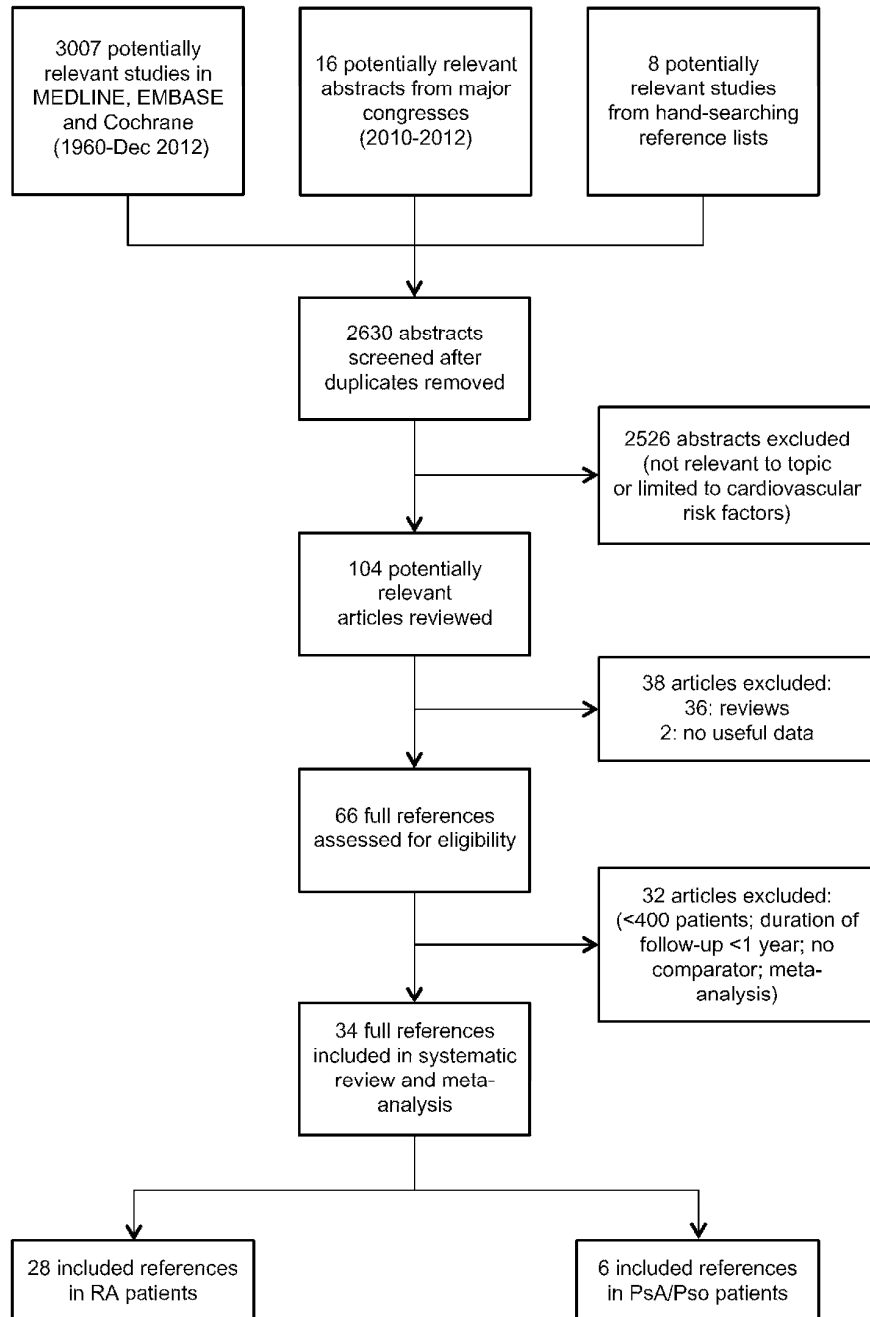 3007 potentially
relevant studies in
MEDLINE, EMBASE
and Cochrane
(1960-Dec 2012)
16 potentially relevant
abstracts from major
congresses
(2010-2012)
8 potentially
relevant studies
from hand-searching
reference lists
2630 abstracts
screened after
duplicates removed
2526 abstracts excluded
(not relevant to topic
or limited to cardiovascular
risk factors)
104 potentially
relevant
articles reviewed
38 articles excluded:
36: reviews
2: no useful data
66 full references
assessed for eligibility
32 articles excluded:
(<400 patients; duration of
follow-up <1 year; no
comparator; meta-
analysis)
34 full references
included in systematic
review and meta-
analysis
28 included references
in RA patients
6 included references
in PsA/Pso patients